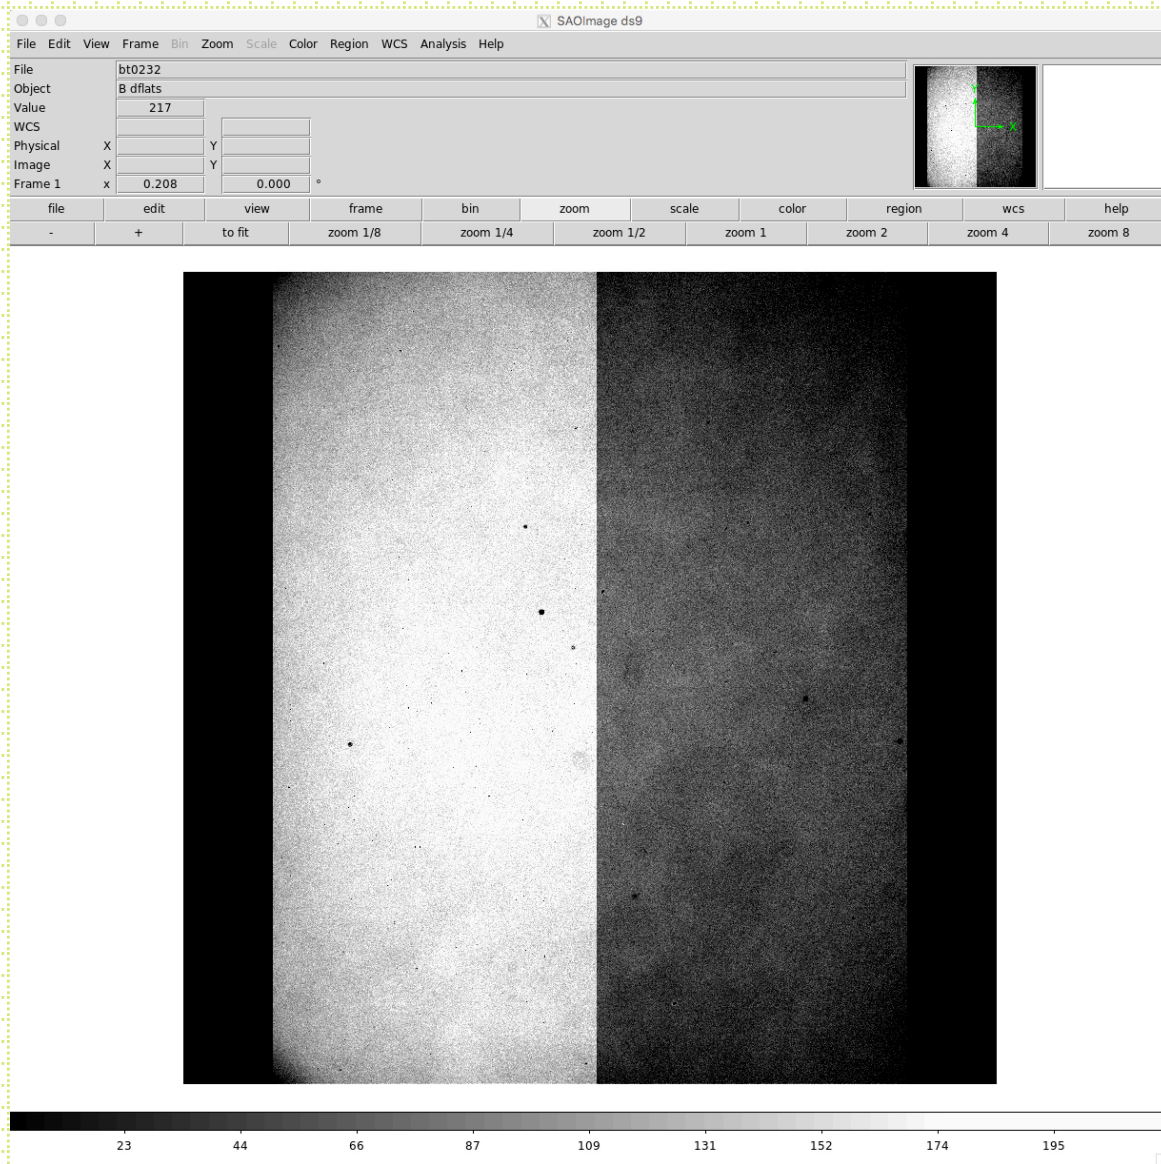 SAOImage ds9
File Edit View Frame Bin Zoom Scale Color Region WCS Analysis Help
File bt0232
Object B dflats
Value 217
WCS
Physical X Y
Image X Y
Frame 1 x 0.208 0.000 °
Y
X
file edit view frame bin zoom scale color region wcs help
- + to fit zoom 1/8 zoom 1/4 zoom 1/2 zoom 1 zoom 2 zoom 4 zoom 8
23 44 66 87 109 131 152 174 195